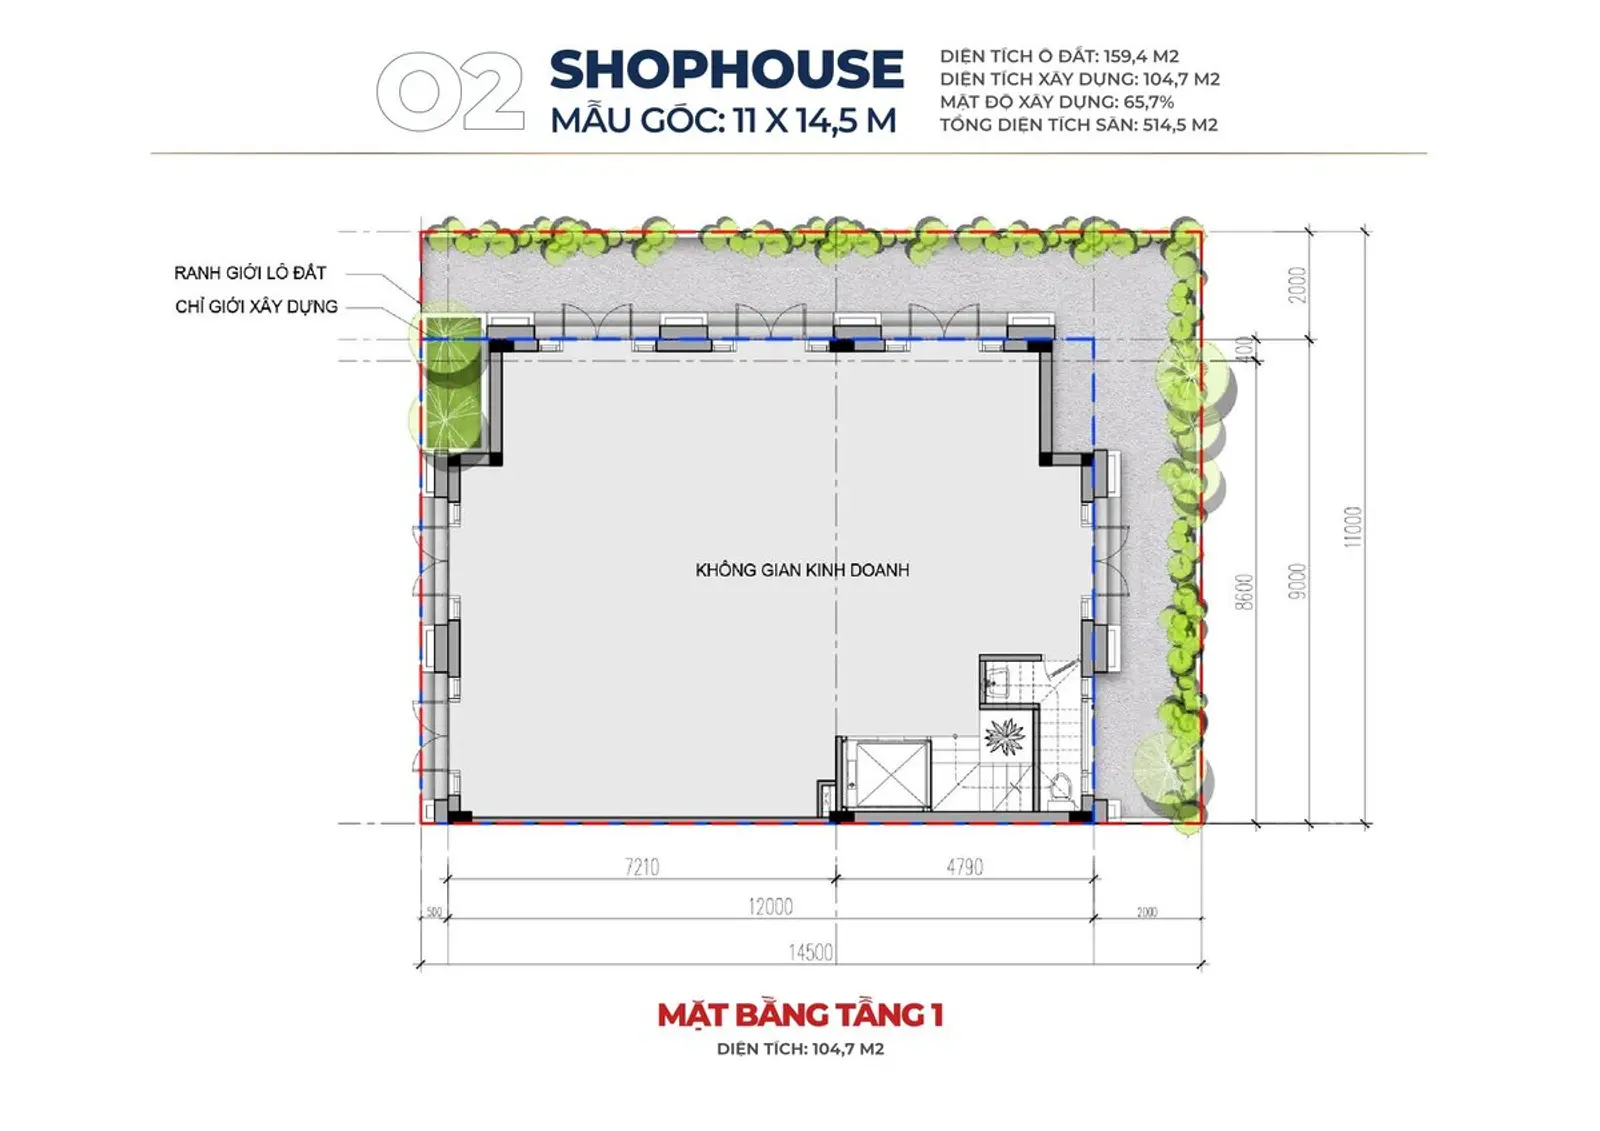 02
SHOPHOUSE
MẪU GÓC: 11 X 14,5 M
DIỆN TÍCH Ô ĐẤT: 159,4 M2
DIỆN TÍCH XÂY DỰNG: 104,7 M2
MẬT ĐỘ XÂY DỰNG: 65,7%
TỔNG DIỆN TÍCH SÀN: 514,5 M2
RANH GIỚI LÔ ĐẤT
CHỈ GIỚI XÂY DỰNG
2000
400
11000
9000
8600
KHÔNG GIAN KINH DOANH
7210
4790
500
12000
2000
14500
MẶT BẰNG TẦNG 1
DIỆN TÍCH: 104,7 M2